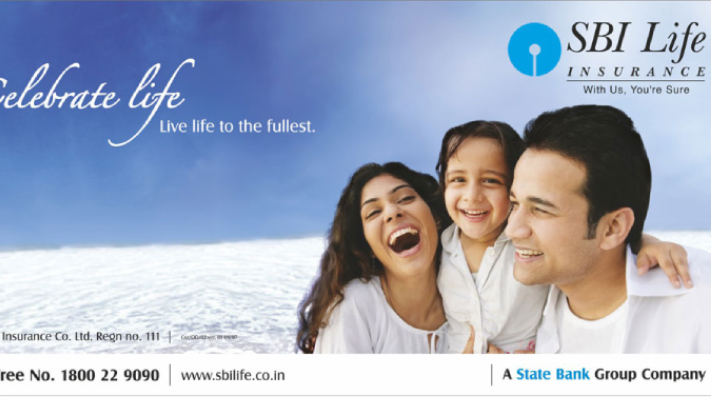 SBI Life
INSURANCE
With Us, You're Sure
Celebrate life
Live life to the fullest.
Insurance Co. Ltd. Regn no. 111 |
ree No. 1800 22 9090 | www.sbilife.co.in | A State Bank Group Company